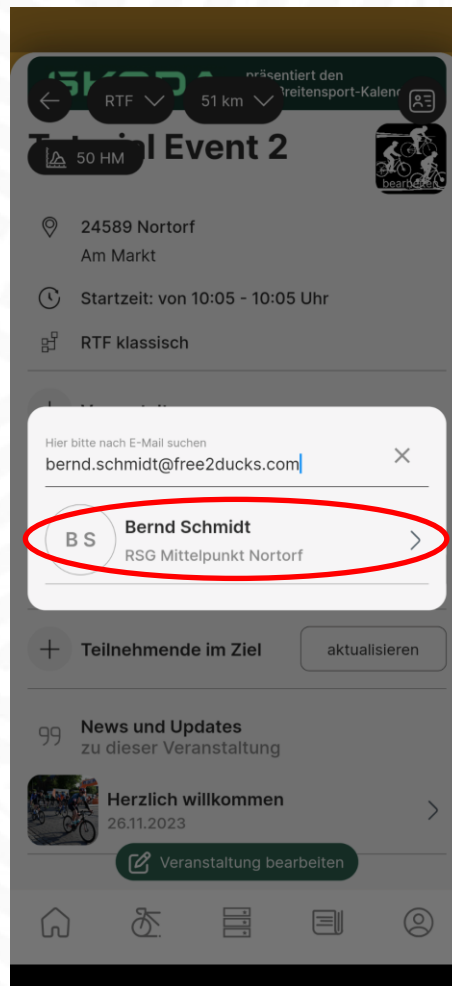 präsentiert den
Breitensport-Kalen
RTF
51 km
Event 2
50 HM
bearbeiten
24589 Nortorf
Am Markt
Startzeit: von 10:05 - 10:05 Uhr
RTF klassisch
Hier bitte nach E-Mail suchen
bernd.schmidt@free2ducks.com
B S
Bernd Schmidt
RSG Mittelpunkt Nortorf
Teilnehmende im Ziel
aktualisieren
News und Updates
zu dieser Veranstaltung
Herzlich willkommen
26.11.2023
Veranstaltung bearbeiten